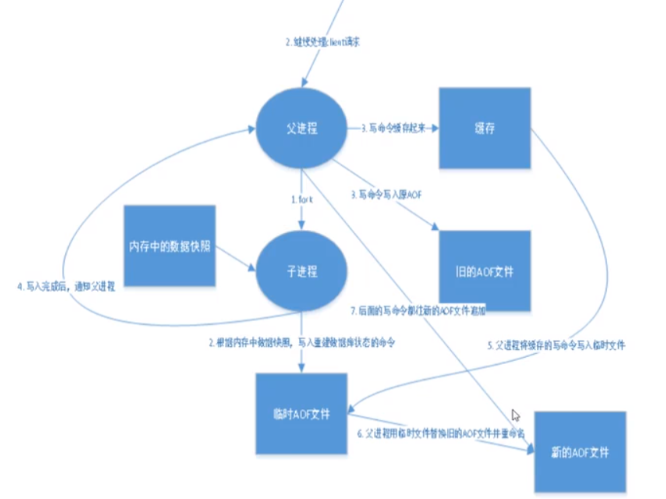 2. 继续处理client请求
父进程
3. 写命令缓存起来
缓存
1. fork
3. 写命令写入原AOF
内存中的数据快照
子进程
旧的AOF文件
4. 写入完成后，通知父进程
7. 后面的写命令都往新的AOF文件追加
2. 根据内存中数据快照，写入重建数据库状态的命令
5. 父进程将缓存的写命令写入临时文件
临时AOF文件
6. 父进程用临时文件替换旧的AOF文件并重命名
新的AOF文件